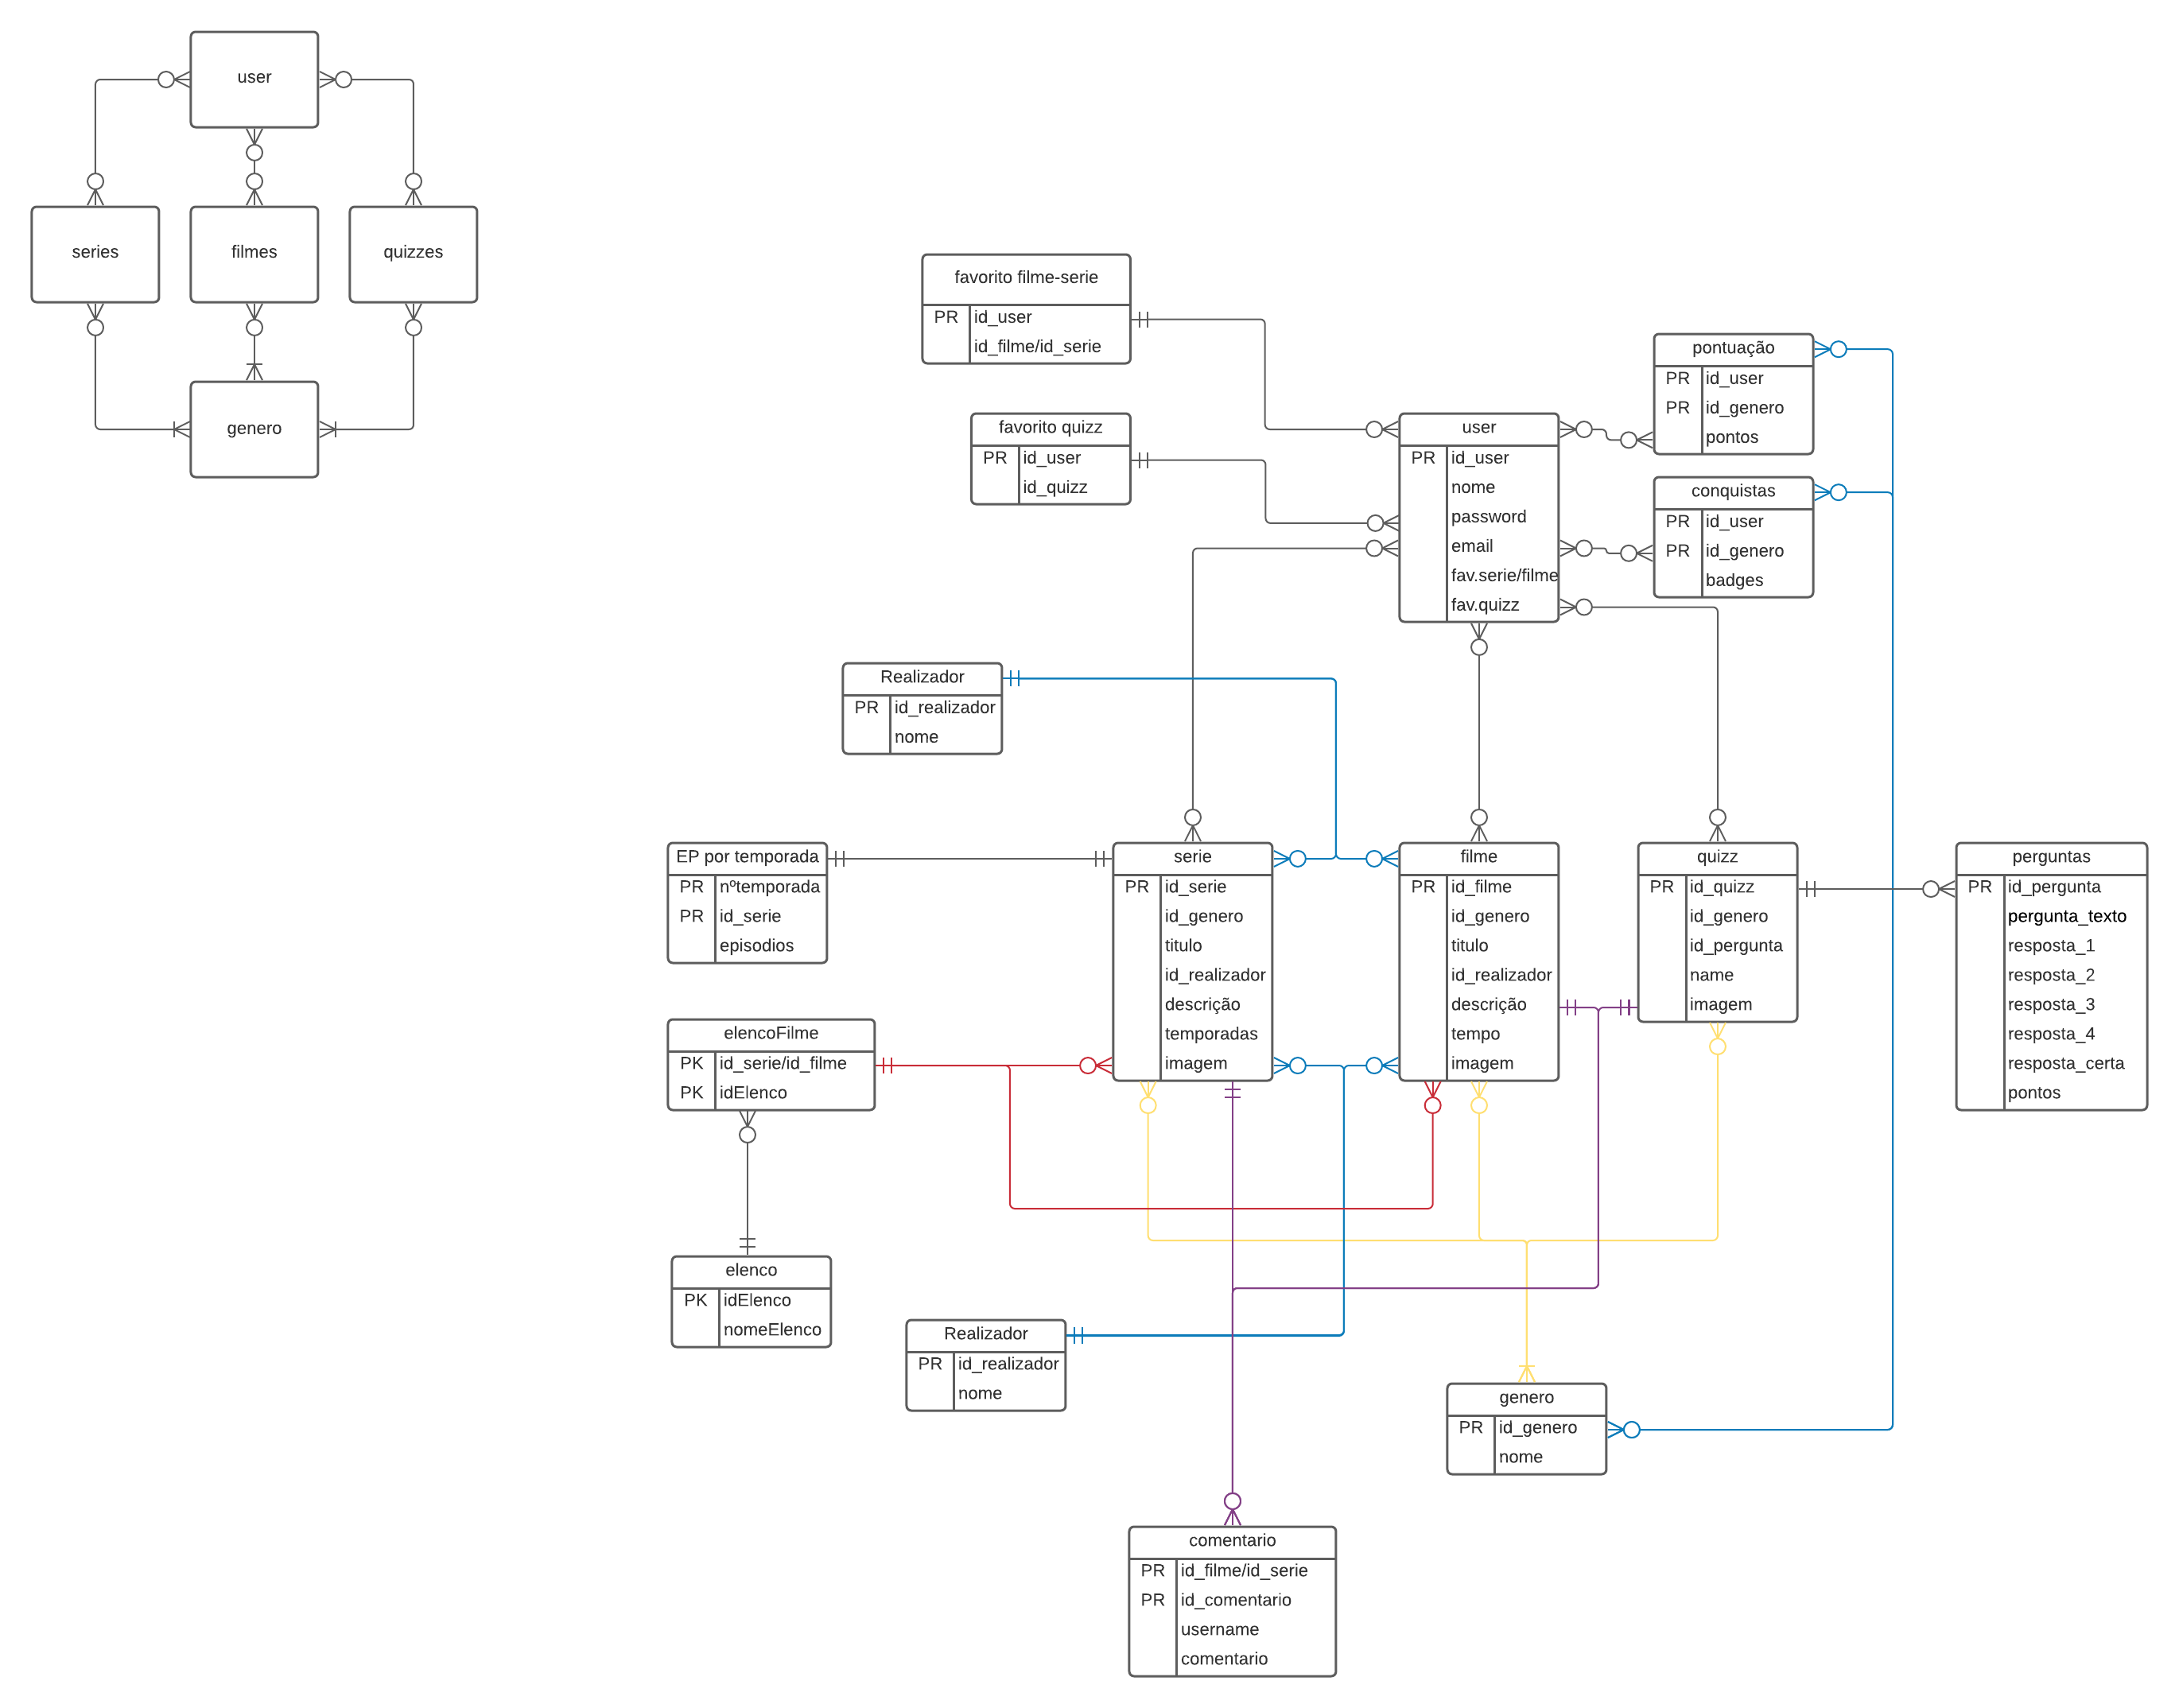 user
series
filmes
quizzes
genero
favorito filme-serie
PR id_user
id_filme/id_serie
favorito quizz
PR id_user
id_quizz
user
PR id_user
nome
password
email
fav.serie/filme
fav.quizz
pontuação
PR id_user
PR id_genero
pontos
conquistas
PR id_user
PR id_genero
badges
Realizador
PR id_realizador
nome
EP por temporada
PR nºtemporada
PR id_serie
episodios
serie
PR id_serie
id_genero
titulo
id_realizador
descrição
temporadas
imagem
filme
PR id_filme
id_genero
titulo
id_realizador
descrição
tempo
imagem
quizz
PR id_quizz
id_genero
id_pergunta
name
imagem
perguntas
PR id_pergunta
pergunta_texto
resposta_1
resposta_2
resposta_3
resposta_4
resposta_certa
pontos
elencoFilme
PK id_serie/id_filme
PK idElenco
elenco
PK idElenco
nomeElenco
Realizador
PR id_realizador
nome
genero
PR id_genero
nome
comentario
PR id_filme/id_serie
PR id_comentario
username
comentario